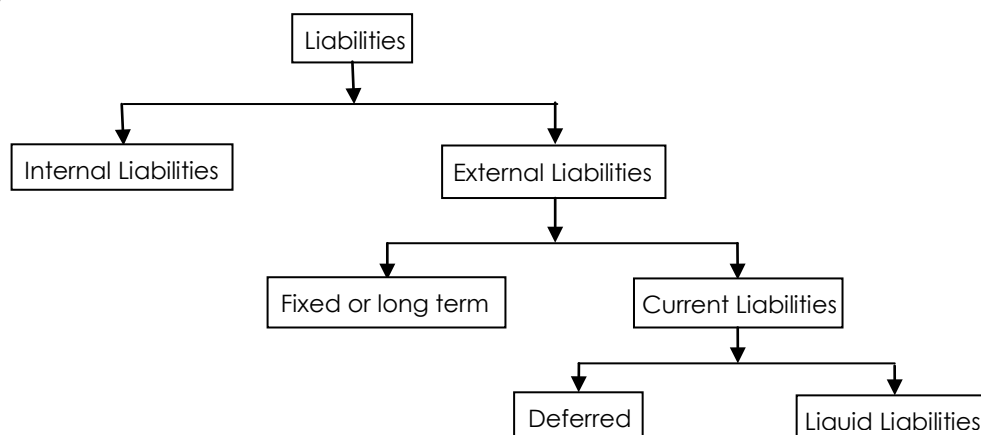 Liabilities
Internal Liabilities
External Liabilities
Fixed or long term
Current Liabilities
Deferred
Liquid Liabilities